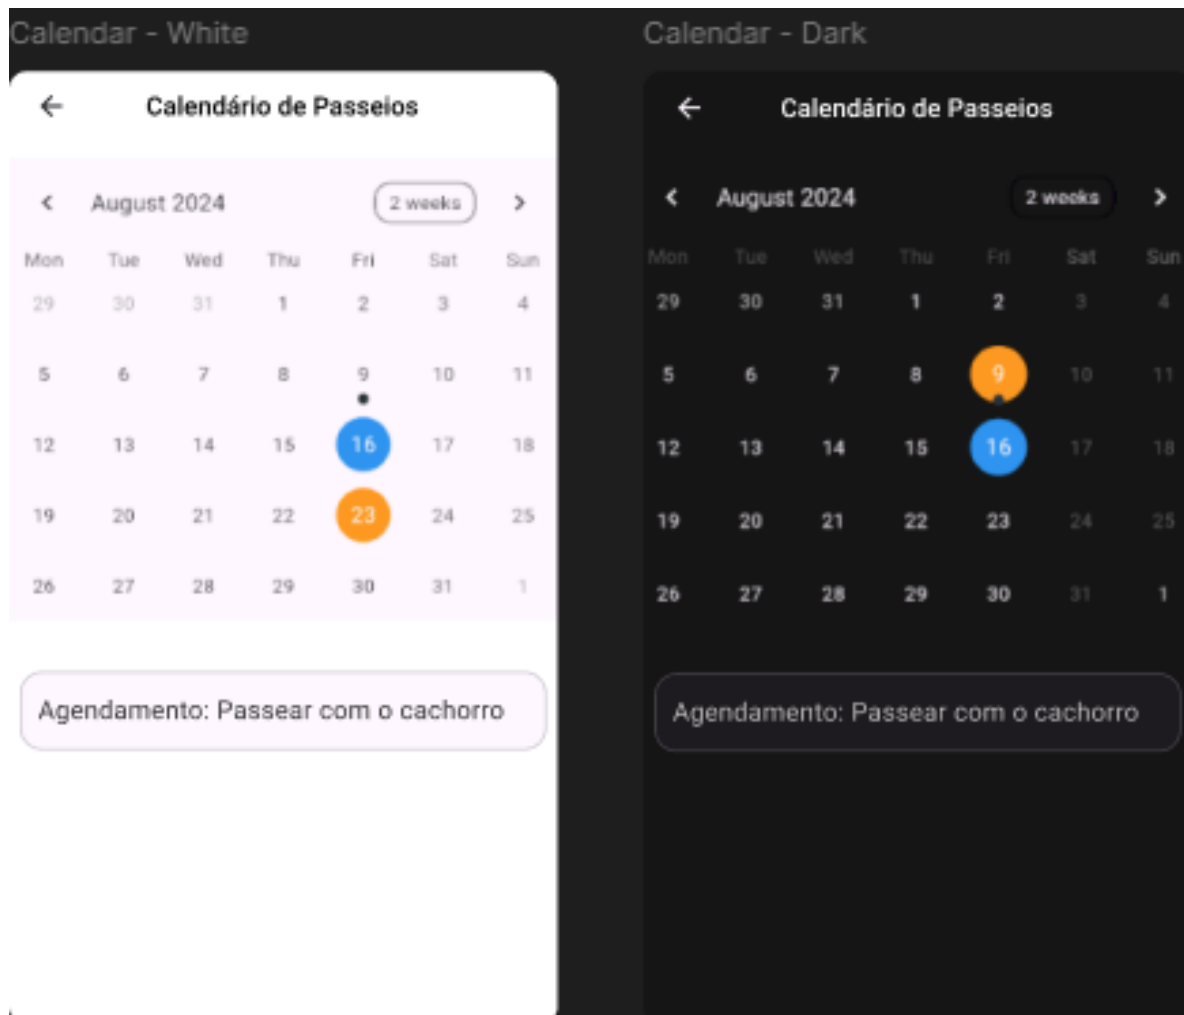 Calendar - White
Calendário de Passeios
August 2024 2 weeks
Mon Tue Wed Thu Fri Sat Sun
29 30 31 1 2 3 4
5 6 7 8 9 10 11
12 13 14 15 16 17 18
19 20 21 22 23 24 25
26 27 28 29 30 31 1
Agendamento: Passear com o cachorro
Calendar - Dark
Calendário de Passeios
August 2024 2 weeks
Mon Tue Wed Thu Fri Sat Sun
29 30 31 1 2 3 4
5 6 7 8 9 10 11
12 13 14 15 16 17 18
19 20 21 22 23 24 25
26 27 28 29 30 31 1
Agendamento: Passear com o cachorro